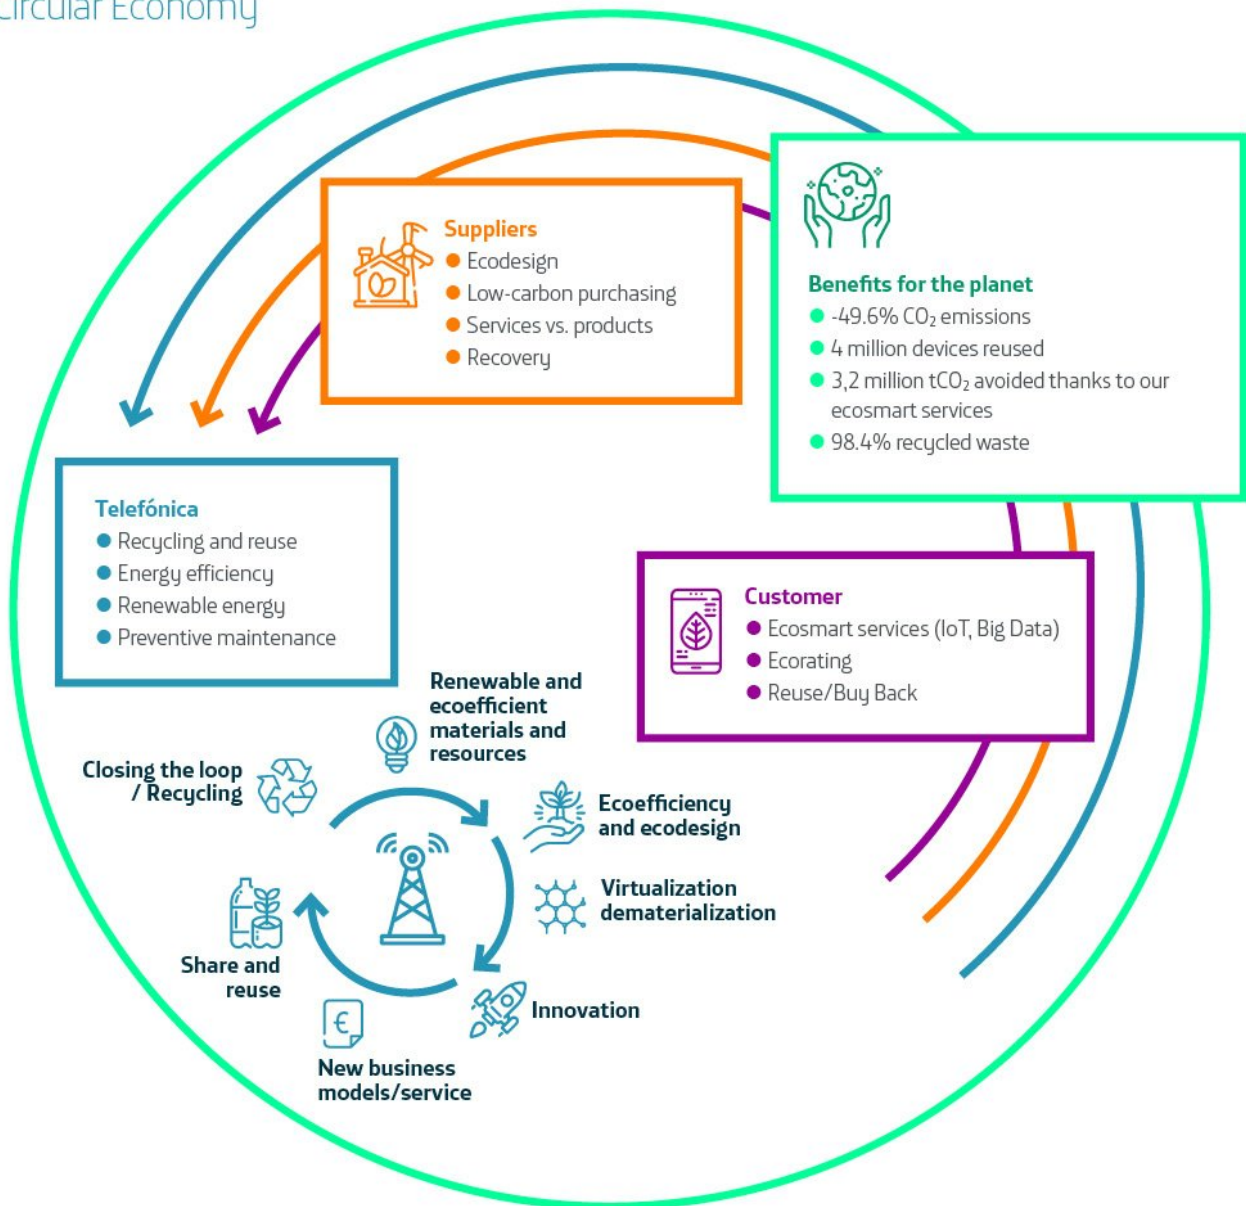 Circular Economy
Suppliers
Ecodesign
Low-carbon purchasing
Services vs. products
Recovery
Benefits for the planet
-49.6% CO₂ emissions
4 million devices reused
3,2 million tCO₂ avoided thanks to our
ecosmart services
98.4% recycled waste
Telefónica
Recycling and reuse
Energy efficiency
Renewable energy
Preventive maintenance
Customer
Ecosmart services (IoT, Big Data)
Ecorating
Reuse/Buy Back
Renewable and
ecoefficient
materials and
resources
Closing the loop
/ Recycling
Ecoefficiency
and ecodesign
Virtualization
dematerialization
Share and
reuse
€
Innovation
New business
models/service